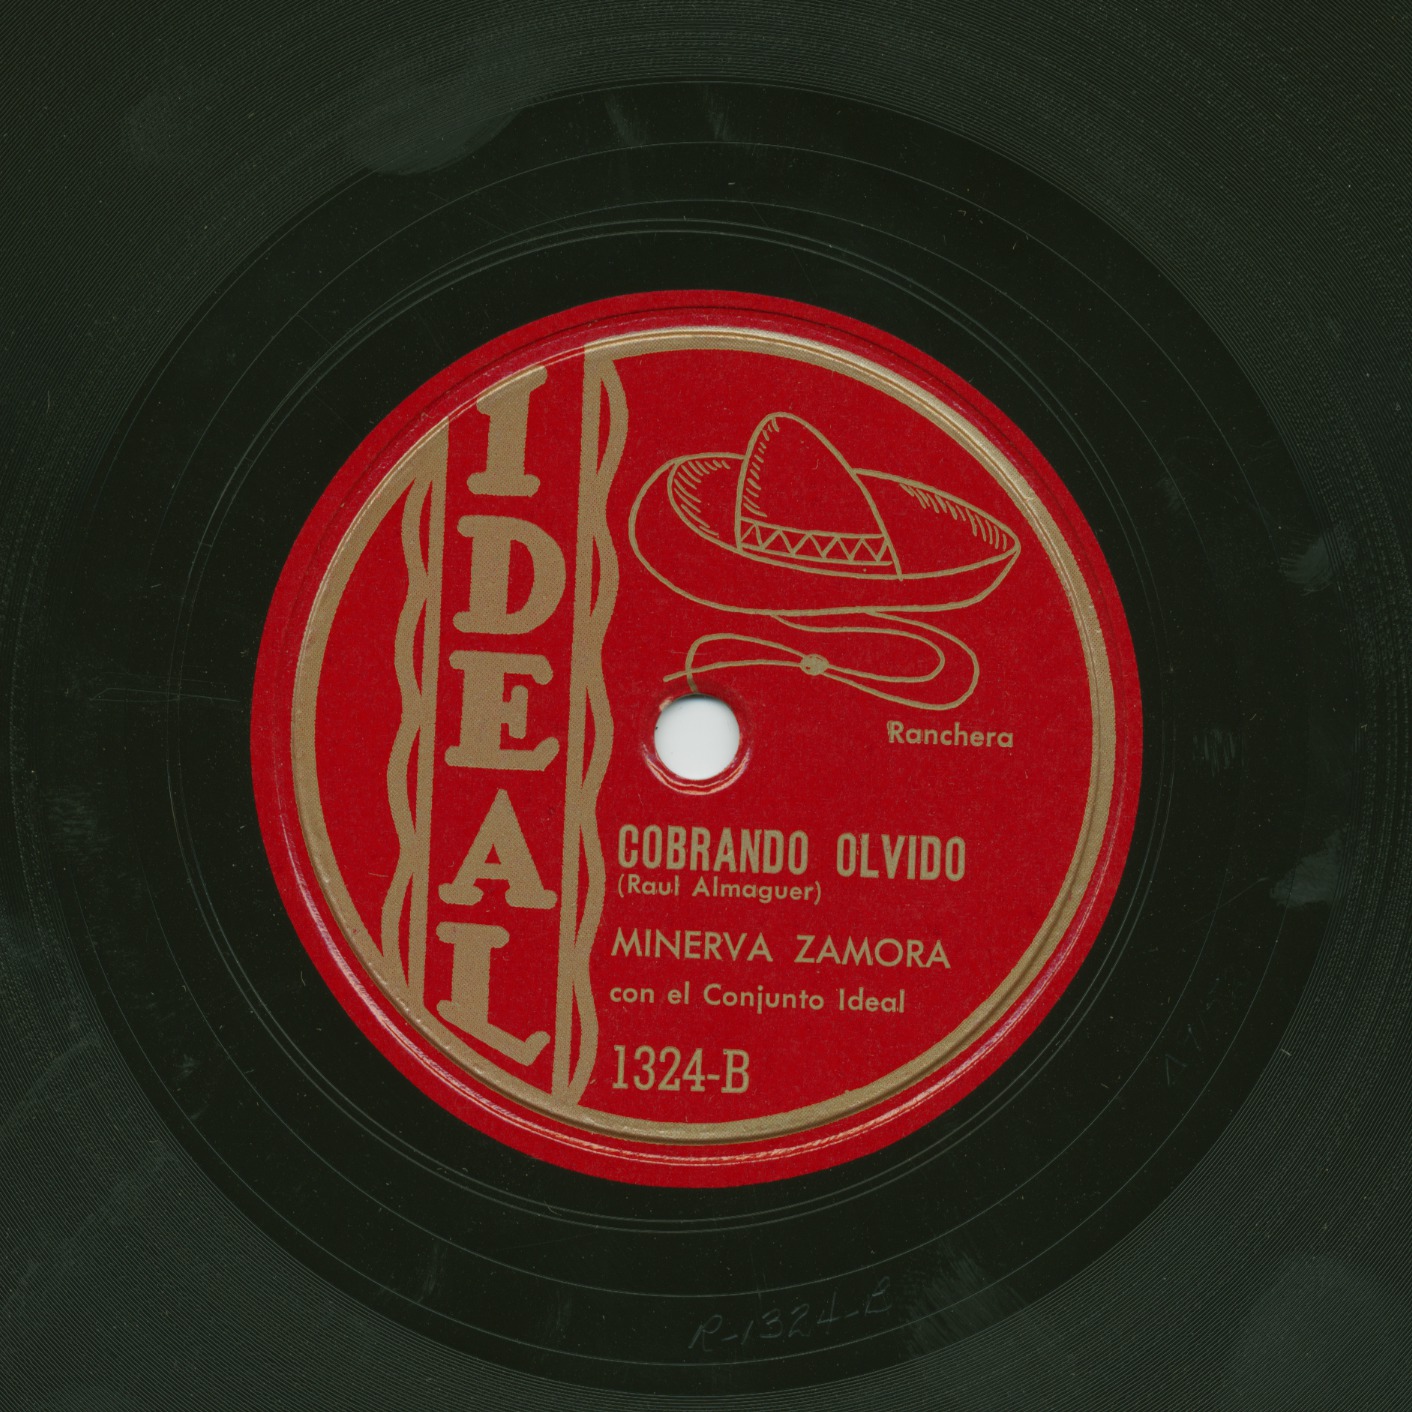 IDEAL
Ranchera
COBRANDO OLVIDO
(Raul Almaguer)
MINERVA ZAMORA
con el Conjunto Ideal
1324-B
R-1324-B